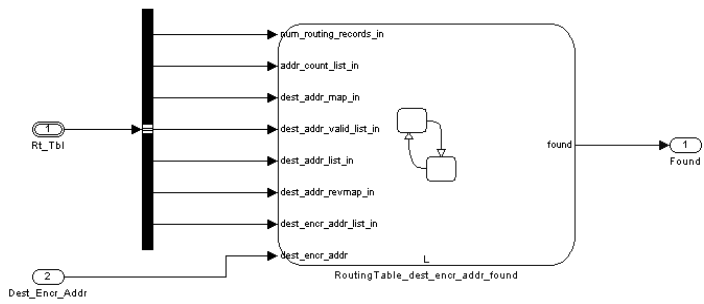 num_routing_records_in
addr_count_list_in
dest_addr_map_in
1
dest_addr_valid_list_in
Rt_Tbl
dest_addr_list_in
found
1
Found
dest_addr_revmap_in
dest_encr_addr_list_in
dest_encr_addr
2
Dest_Encr_Addr
L
RoutingTable_dest_encr_addr_found